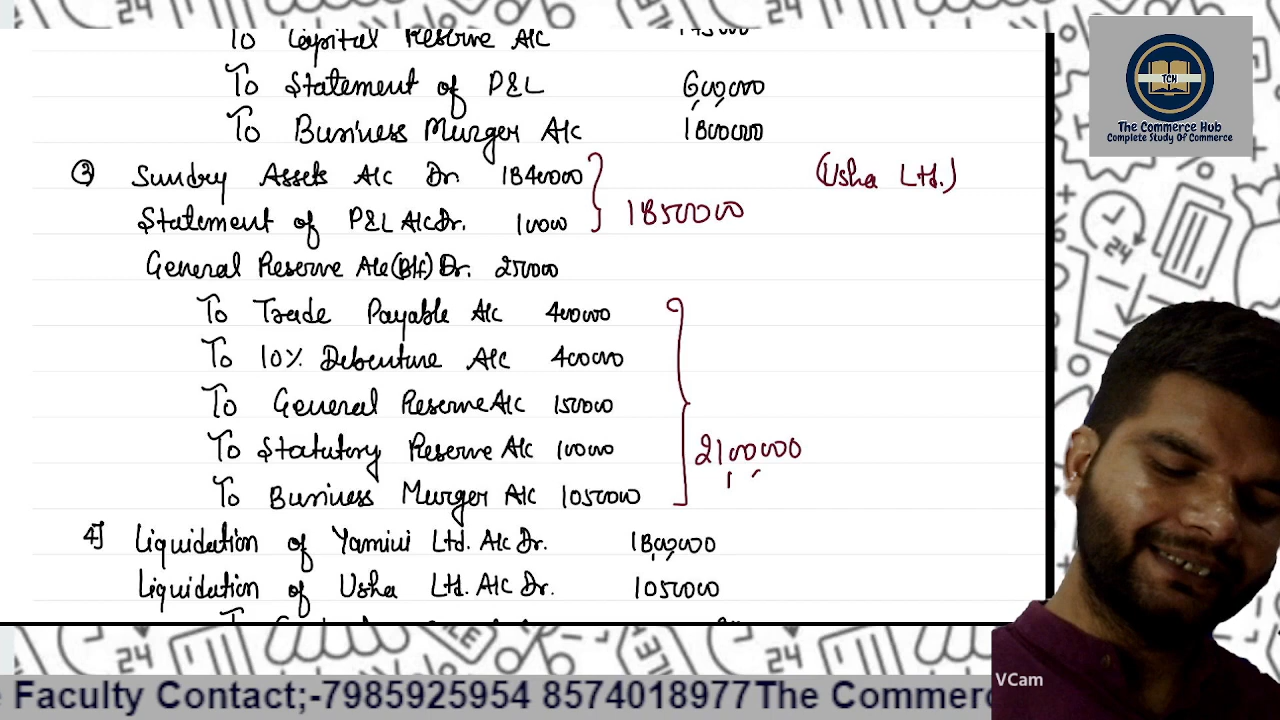 To Capital Reserve A/c
To Statement of P&L 600000
To Business Merger A/c 1800000
③ Sundry Assets A/c Dr. 1840000 (Usha Ltd.)
Statement of P&L A/c Dr. 10000 1850000
General Reserve A/c (B/f) Dr. 250000
To Trade Payable A/c 400000
To 10% Debenture A/c 400000
To General Reserve A/c 150000
To Statutory Reserve A/c 100000
To Business Merger A/c 1050000
2100000
4] Liquidation of Yamini Ltd. A/c Dr. 1800000
Liquidation of Usha Ltd. A/c Dr. 1050000
TCH
The Commerce Hub
Complete Study Of Commerce
VCam
Faculty Contact;-7985925954 8574018977The Commer